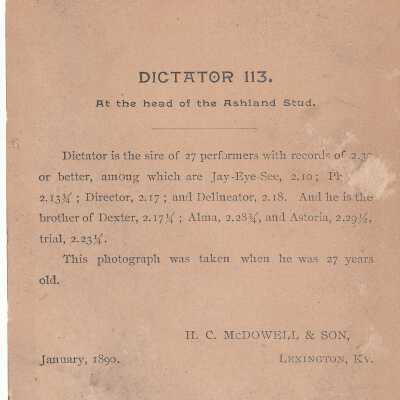 DICTATOR 113.
At the head of the Ashland Stud.
Dictator is the sire of 27 performers with records of
or better, among which are Jay-Eye-See, 2.10;
2.13¾; Director, 2.17; and Delineator, 2.18. And he is the
brother of Dexter, 2.17¼; Alma, 2.28¾, and Astoria, 2.29½,
trial, 2.23¼.
This photograph was taken when he was 27 years
old.
H. C. McDOWELL & SON,
January, 1890. LEXINGTON, KY.